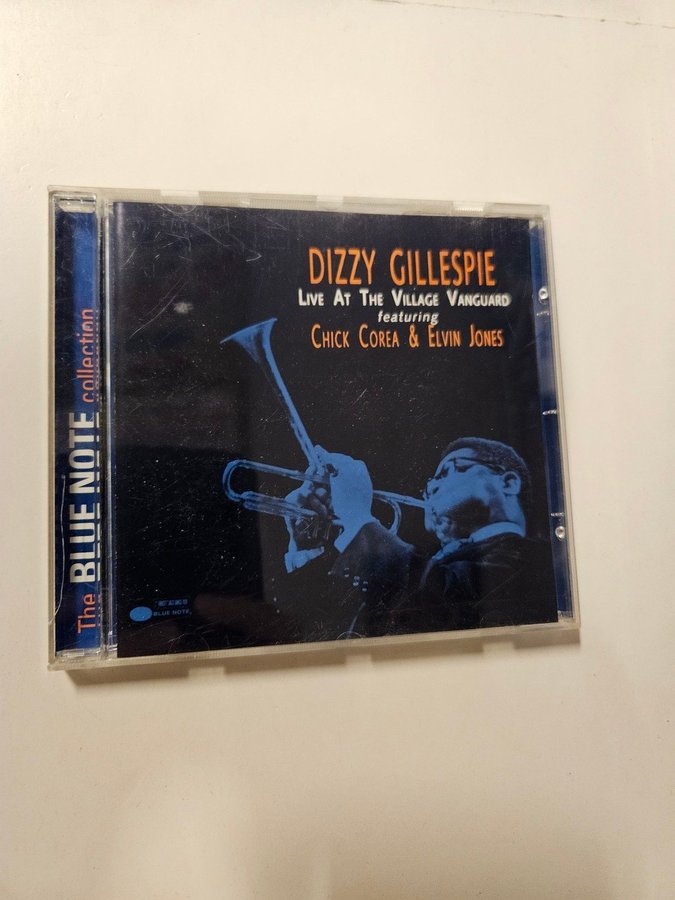 The BLUE NOTE collection
DIZZY GILLESPIE
LIVE AT THE VILLAGE VANGUARD
featuring
CHICK COREA & ELVIN JONES
BLUE NOTE